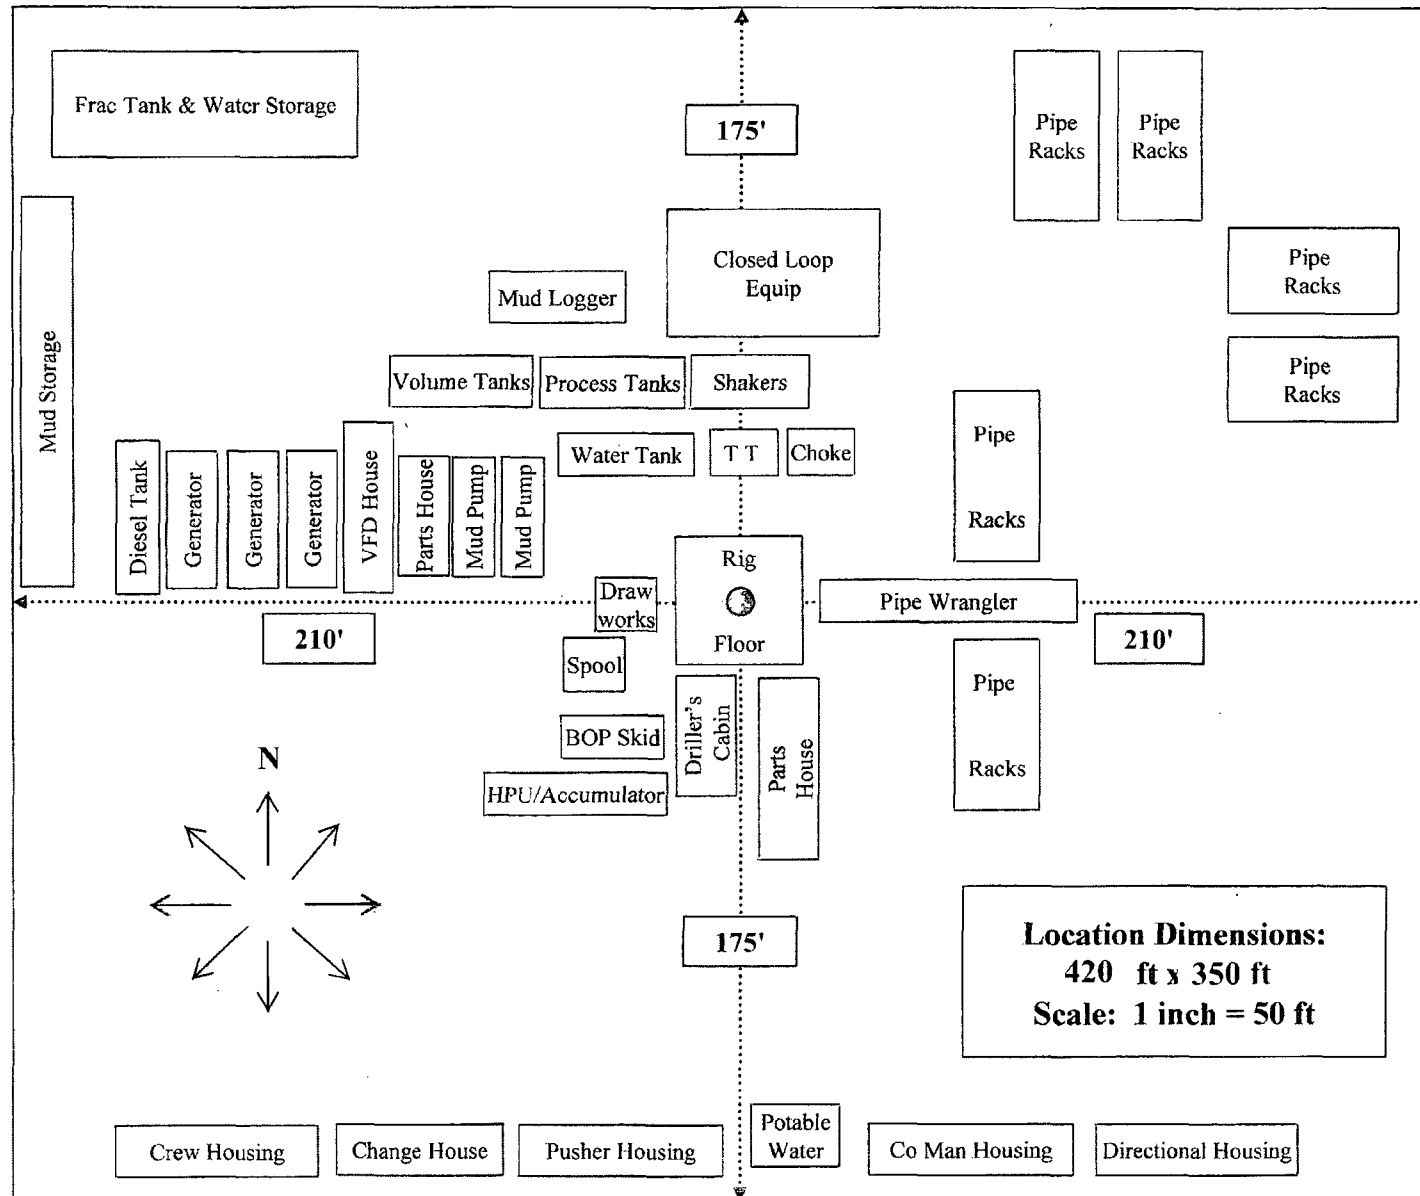 Frac Tank & Water Storage
175'
Pipe
Racks
Pipe
Racks
Closed Loop
Equip
Pipe
Racks
Mud Logger
Mud Storage
Volume Tanks
Process Tanks
Shakers
Pipe
Racks
Water Tank
T T
Choke
Pipe
Racks
Diesel Tank
Generator
Generator
Generator
VFD House
Parts House
Mud Pump
Mud Pump
Rig
Floor
Draw
works
Pipe Wrangler
210'
210'
Spool
Driller's
Cabin
Parts
House
Pipe
Racks
BOP Skid
HPU/Accumulator
N
175'
Location Dimensions:
420 ft x 350 ft
Scale: 1 inch = 50 ft
Crew Housing
Change House
Pusher Housing
Potable
Water
Co Man Housing
Directional Housing